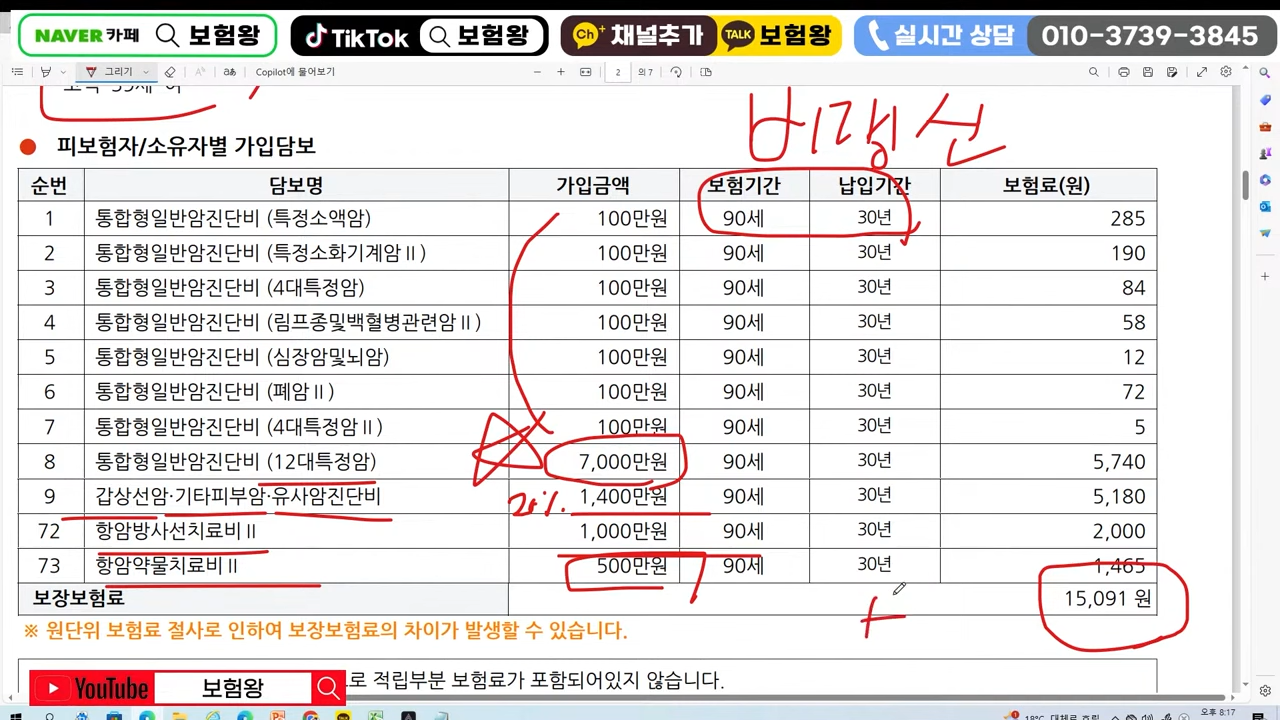 NAVER 카페 보험왕 TikTok 보험왕 Ch+ 채널추가 TALK 보험왕 실시간 상담 010-3739-3845
그리기 aあ Copilot에 물어보기 2 의 7
비갱신
피보험자/소유자별 가입담보
순번 담보명 가입금액 보험기간 납입기간 보험료(원)
1 통합형일반암진단비 (특정소액암) 100만원 90세 30년 285
2 통합형일반암진단비 (특정소화기계암Ⅱ) 100만원 90세 30년 190
3 통합형일반암진단비 (4대특정암) 100만원 90세 30년 84
4 통합형일반암진단비 (림프종및백혈병관련암Ⅱ) 100만원 90세 30년 58
5 통합형일반암진단비 (심장암및뇌암) 100만원 90세 30년 12
6 통합형일반암진단비 (폐암Ⅱ) 100만원 90세 30년 72
7 통합형일반암진단비 (4대특정암Ⅱ) 100만원 90세 30년 5
8 통합형일반암진단비 (12대특정암) 7,000만원 90세 30년 5,740
9 갑상선암·기타피부암·유사암진단비 20%. 1,400만원 90세 30년 5,180
72 항암방사선치료비Ⅱ 1,000만원 90세 30년 2,000
73 항암약물치료비Ⅱ 500만원 90세 30년 1,465
보장보험료 15,091 원
+
※ 원단위 보험료 절사로 인하여 보장보험료의 차이가 발생할 수 있습니다.
YouTube 보험왕 로 적립부분 보험료가 포함되어있지 않습니다.
18°C 대체로 흐림 오후 8:17